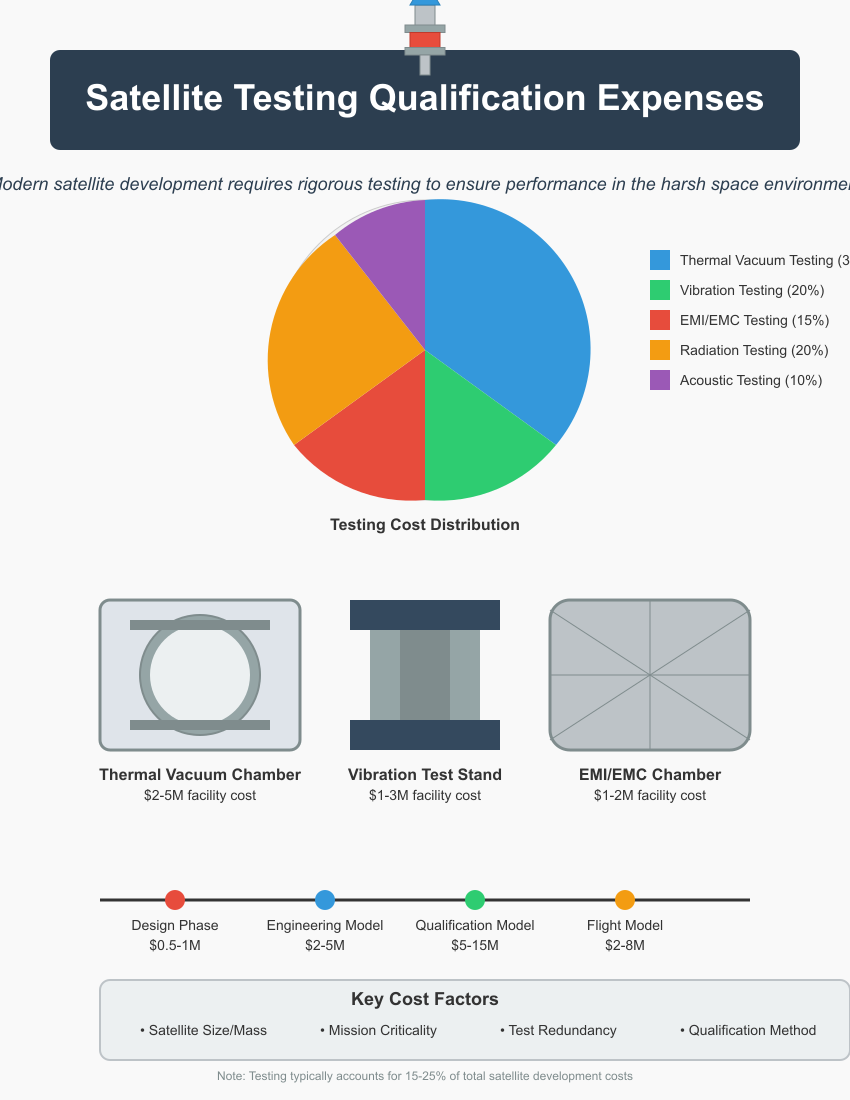 Satellite Testing Qualification Expenses
Modern satellite development requires rigorous testing to ensure performance in the harsh space
Thermal Vacuum Testing (3
Vibration Testing (20%)
EMI/EMC Testing (15%)
Radiation Testing (20%)
Acoustic Testing (10%)
Testing Cost Distribution
Thermal Vacuum Chamber
$2-5M facility cost
Vibration Test Stand
$1-3M facility cost
EMI/EMC Chamber
$1-2M facility cost
Design Phase
$0.5-1M
Engineering Model
$2-5M
Qualification Model
$5-15M
Flight Model
$2-8M
Key Cost Factors
• Satellite Size/Mass
• Mission Criticality
• Test Redundancy
• Qualification Method
Note: Testing typically accounts for 15-25% of total satellite development costs